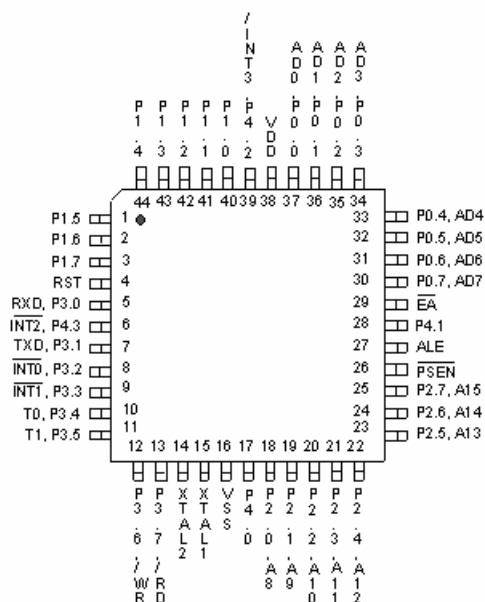 /INT3, P4.2
AD0, P0.0
AD1, P0.1
AD2, P0.2
AD3, P0.3
P1.4
P1.3
P1.2
P1.1
P1.0
VDD
44 43 42 41 40 39 38 37 36 35 34
P1.5 1
P1.6 2
P1.7 3
RST 4
RXD, P3.0 5
INT2, P4.3 6
TXD, P3.1 7
INT0, P3.2 8
INT1, P3.3 9
T0, P3.4 10
T1, P3.5 11
33 P0.4, AD4
32 P0.5, AD5
31 P0.6, AD6
30 P0.7, AD7
29 EA
28 P4.1
27 ALE
26 PSEN
25 P2.7, A15
24 P2.6, A14
23 P2.5, A13
12 13 14 15 16 17 18 19 20 21 22
P3.6, /WR
P3.7, /RD
XTAL2
XTAL1
VSS
P4.0
P2.0, A8
P2.1, A9
P2.2, A10
P2.3, A11
P2.4, A12